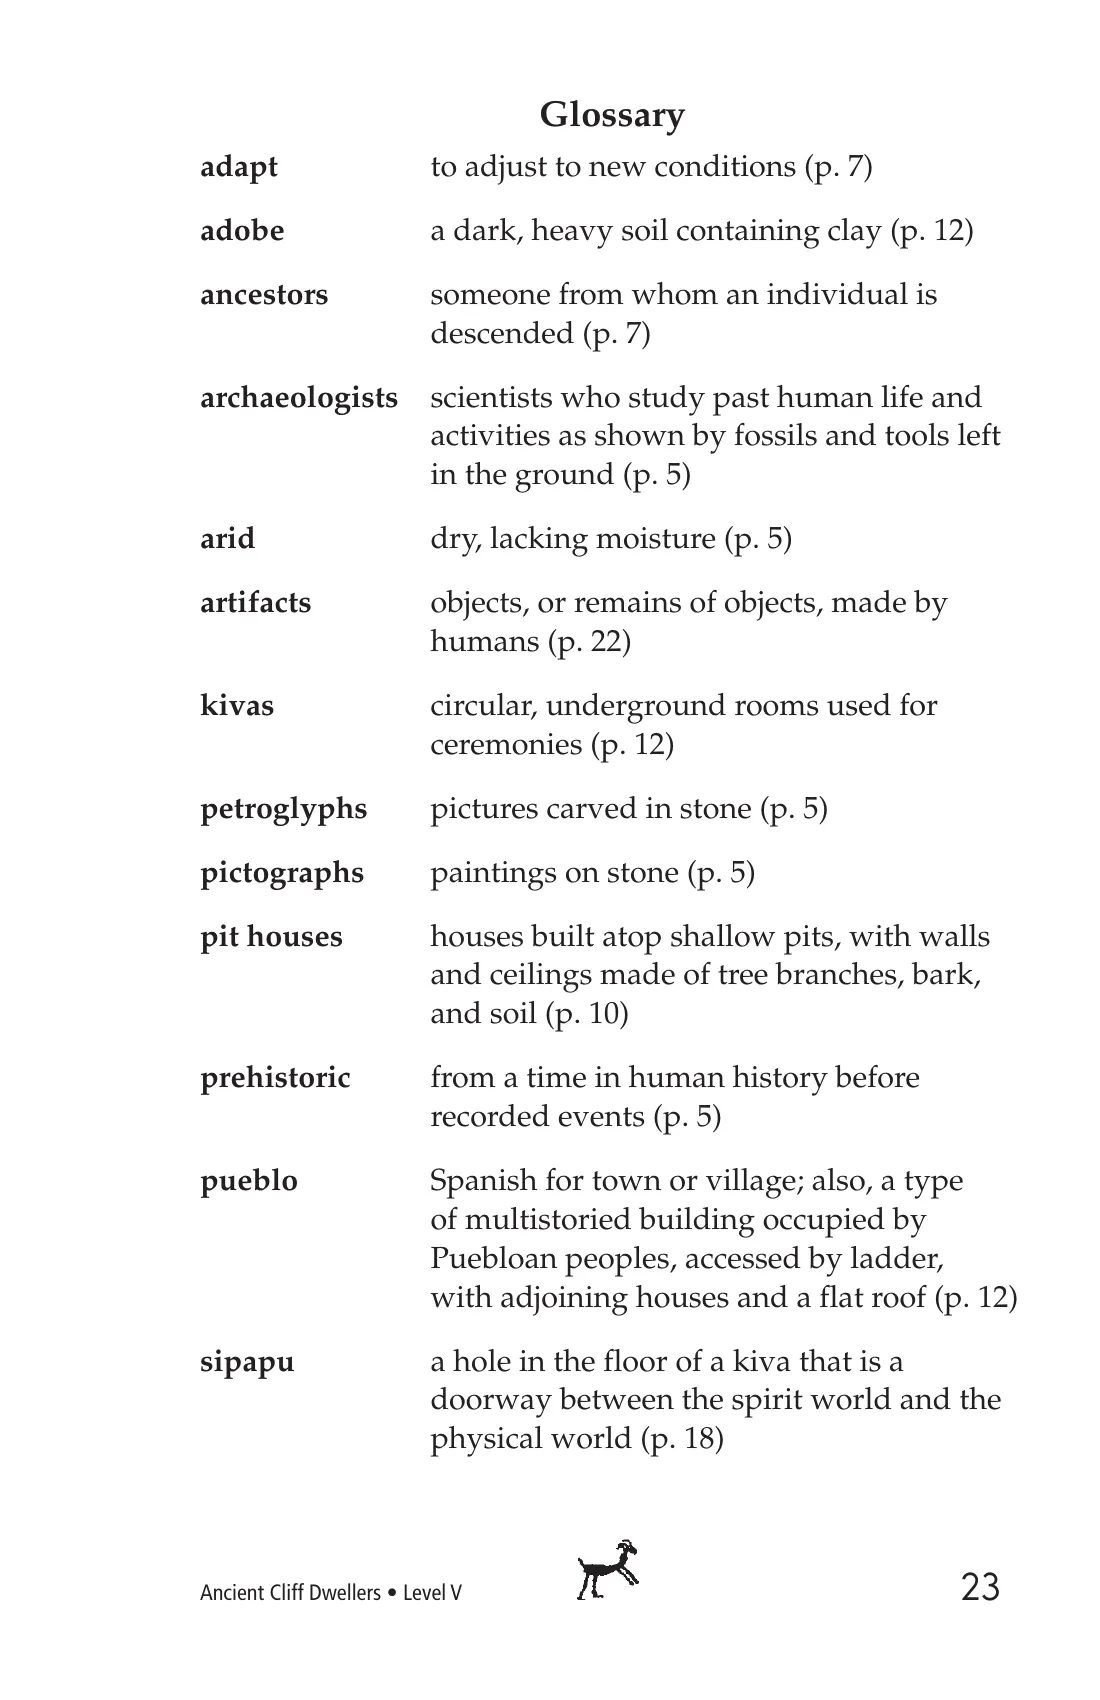 Glossary
adapt to adjust to new conditions (p. 7)
adobe a dark, heavy soil containing clay (p. 12)
ancestors someone from whom an individual is
descended (p. 7)
archaeologists scientists who study past human life and
activities as shown by fossils and tools left
in the ground (p. 5)
arid dry, lacking moisture (p. 5)
artifacts objects, or remains of objects, made by
humans (p. 22)
kivas circular, underground rooms used for
ceremonies (p. 12)
petroglyphs pictures carved in stone (p. 5)
pictographs paintings on stone (p. 5)
pit houses houses built atop shallow pits, with walls
and ceilings made of tree branches, bark,
and soil (p. 10)
prehistoric from a time in human history before
recorded events (p. 5)
pueblo Spanish for town or village; also, a type
of multistoried building occupied by
Puebloan peoples, accessed by ladder,
with adjoining houses and a flat roof (p. 12)
sipapu a hole in the floor of a kiva that is a
doorway between the spirit world and the
physical world (p. 18)
Ancient Cliff Dwellers • Level V 23